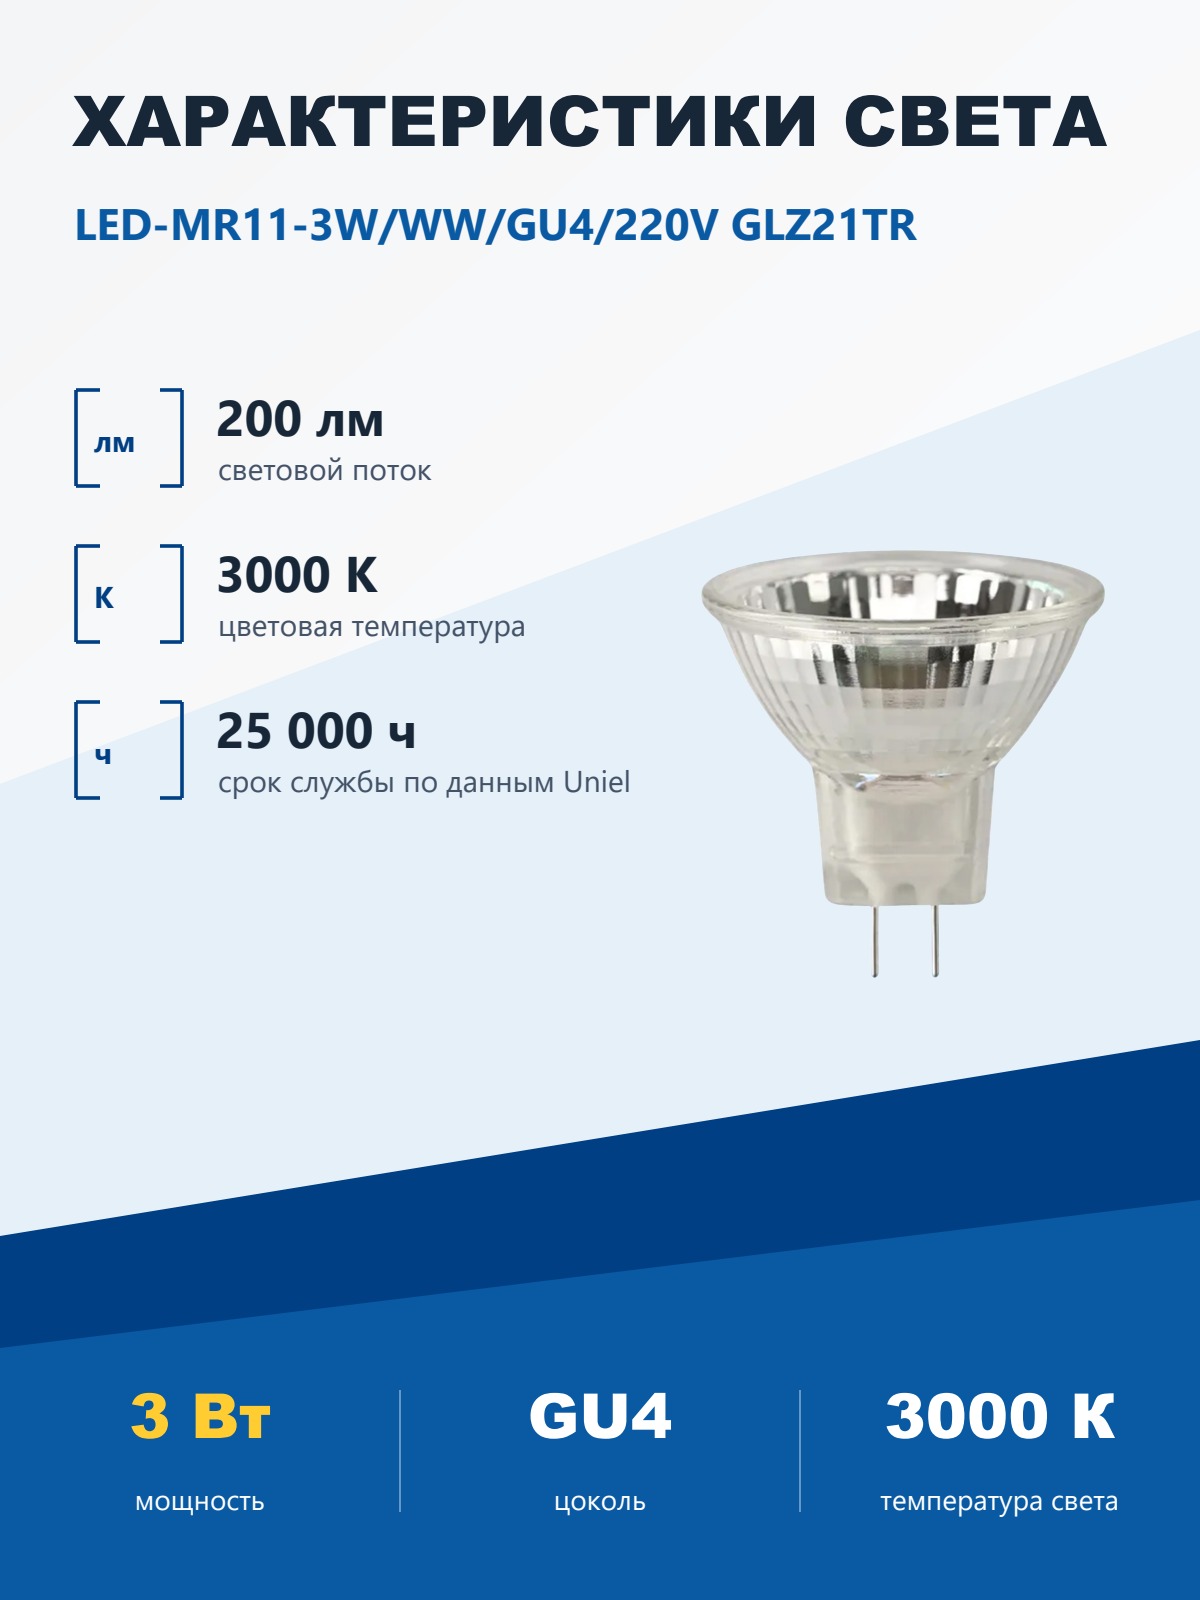 ХАРАКТЕРИСТИКИ СВЕТА
LED-MR11-3W/WW/GU4/220V GLZ21TR
лм
200 лм
световой поток
К
3000 К
цветовая температура
ч
25 000 ч
срок службы по данным Uniel
3 Вт
мощность
GU4
цоколь
3000 К
температура света